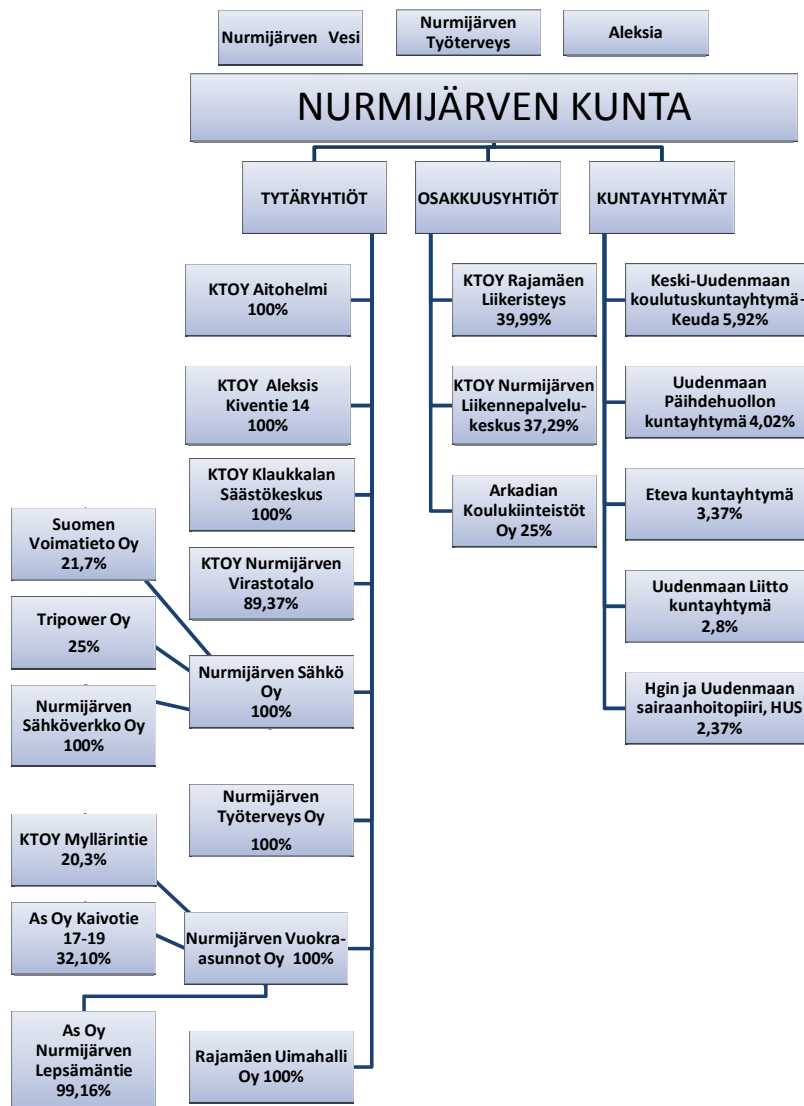 Nurmijärven Vesi
Nurmijärven
Työterveys
Aleksia
NURMIJÄRVEN KUNTA
TYTÄRYHTIÖT
OSAKKUUSYHTIÖT
KUNTAYHTYMÄT
KTOY Aitohelmi
100%
KTOY Aleksis
Kiventie 14
100%
KTOY Klaukkalan
Säästökeskus
100%
KTOY Nurmijärven
Virastotalo
89,37%
Suomen
Voimatieto Oy
21,7%
Tripower Oy
25%
Nurmijärven
Sähköverkko Oy
100%
Nurmijärven Sähkö
Oy
100%
Nurmijärven
Työterveys Oy
100%
KTOY Myllärintie
20,3%
As Oy Kaivotie
17-19
32,10%
As Oy
Nurmijärven
Lepsämäntie
99,16%
Nurmijärven Vuokra-
asunnot Oy 100%
Rajamäen Uimahalli
Oy 100%
KTOY Rajamäen
Liikeristeys
39,99%
KTOY Nurmijärven
Liikennepalvelu-
keskus 37,29%
Arkadian
Koulukiinteistöt
Oy 25%
Keski-Uudenmaan
koulutuskuntayhtymä-
Keuda 5,92%
Uudenmaan
Päihdehuollon
kuntayhtymä 4,02%
Eteva kuntayhtymä
3,37%
Uudenmaan Liitto
kuntayhtymä
2,8%
Hgin ja Uudenmaan
sairaanhoitopiiri, HUS
2,37%